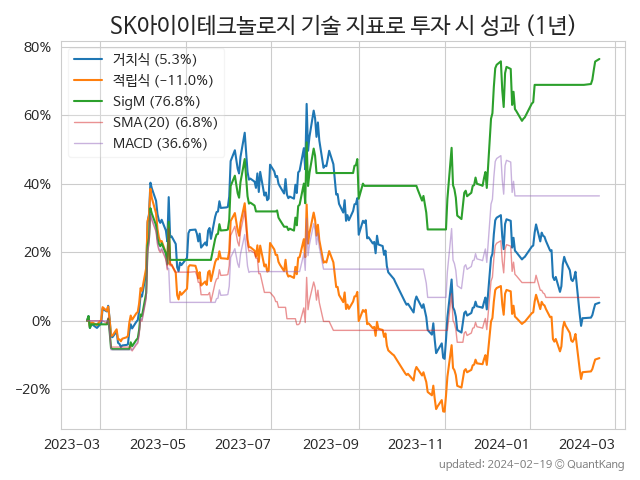 SK아이이테크놀로지 기술 지표로 투자 시 성과 (1년)
80%
60%
40%
20%
0%
−20%
거치식 (5.3%)
적립식 (−11.0%)
SigM (76.8%)
SMA(20) (6.8%)
MACD (36.6%)
2023-03
2023-05
2023-07
2023-09
2023-11
2024-01
2024-03
updated: 2024-02-19 © QuantKang